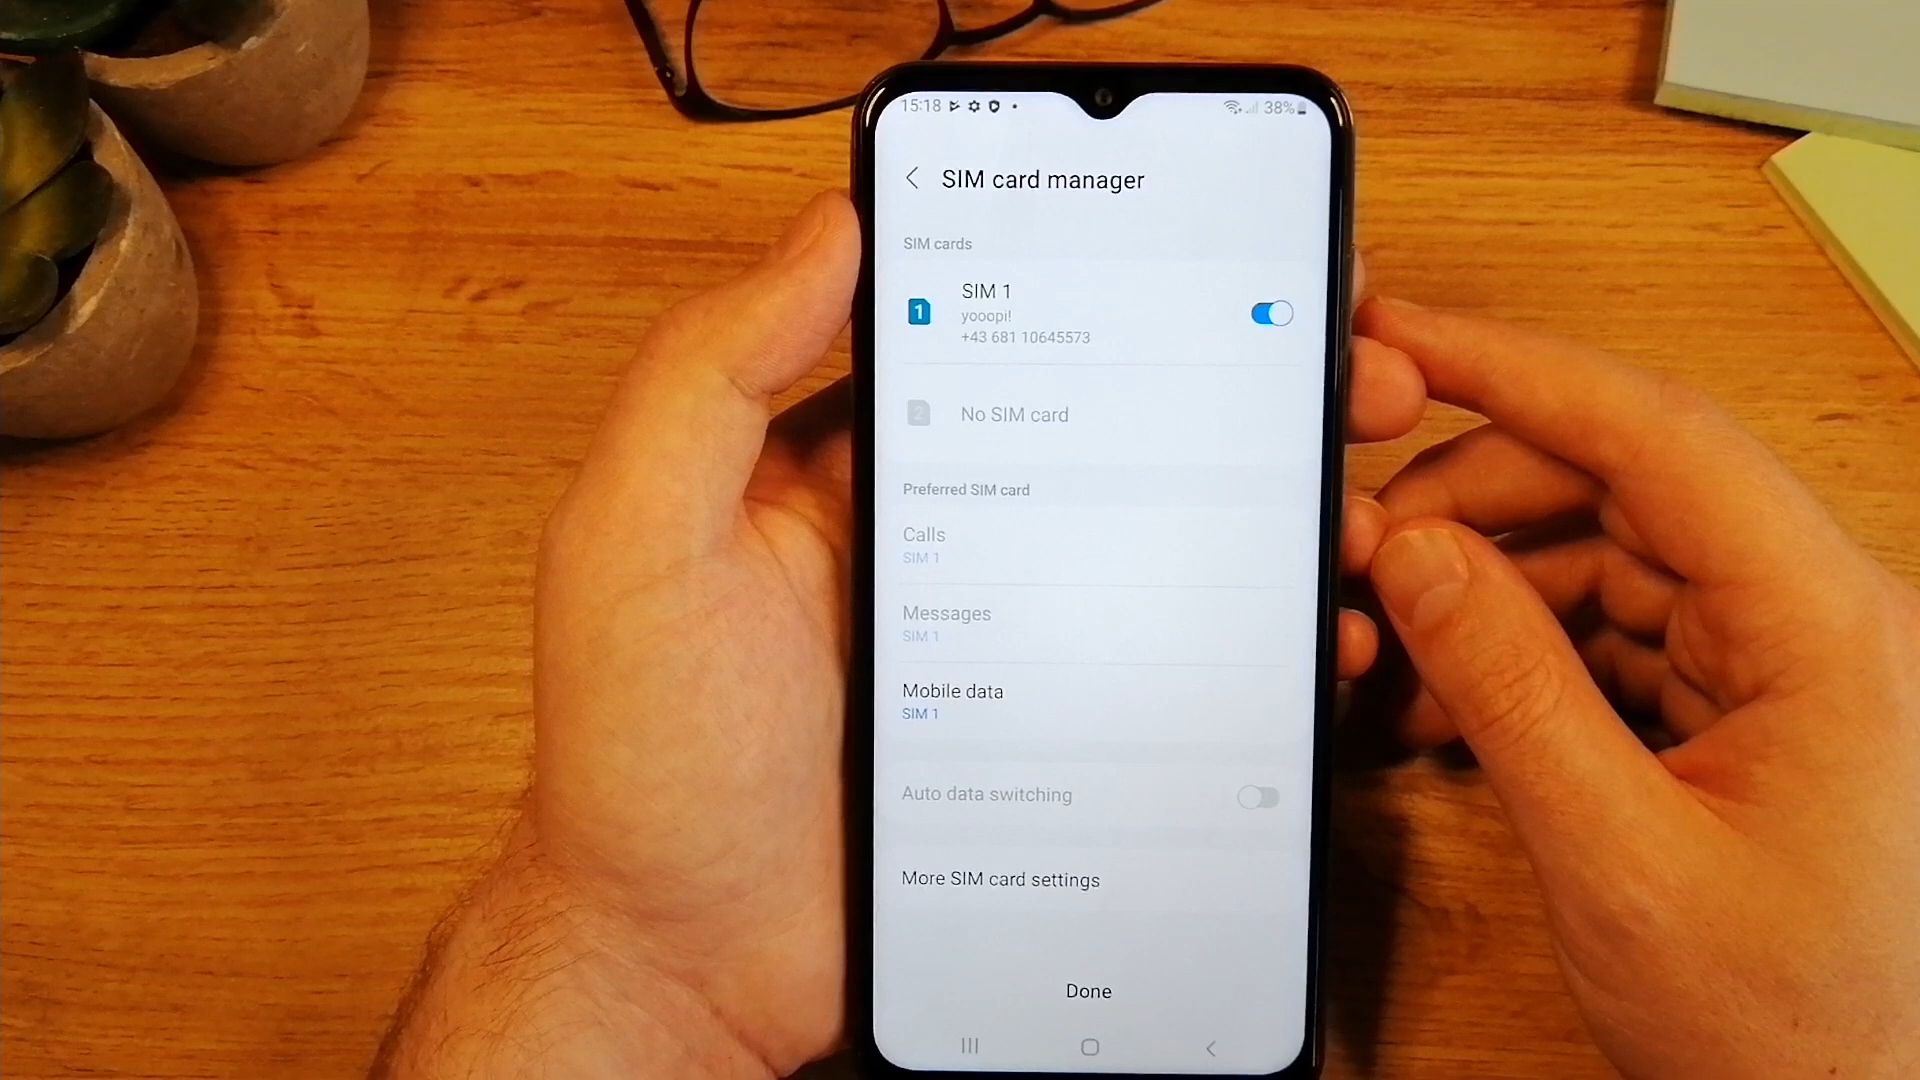 15:18 38%
SIM card manager
SIM cards
1 SIM 1
yooopi!
+43 681 10645573
2 No SIM card
Preferred SIM card
Calls
SIM 1
Messages
SIM 1
Mobile data
SIM 1
Auto data switching
More SIM card settings
Done